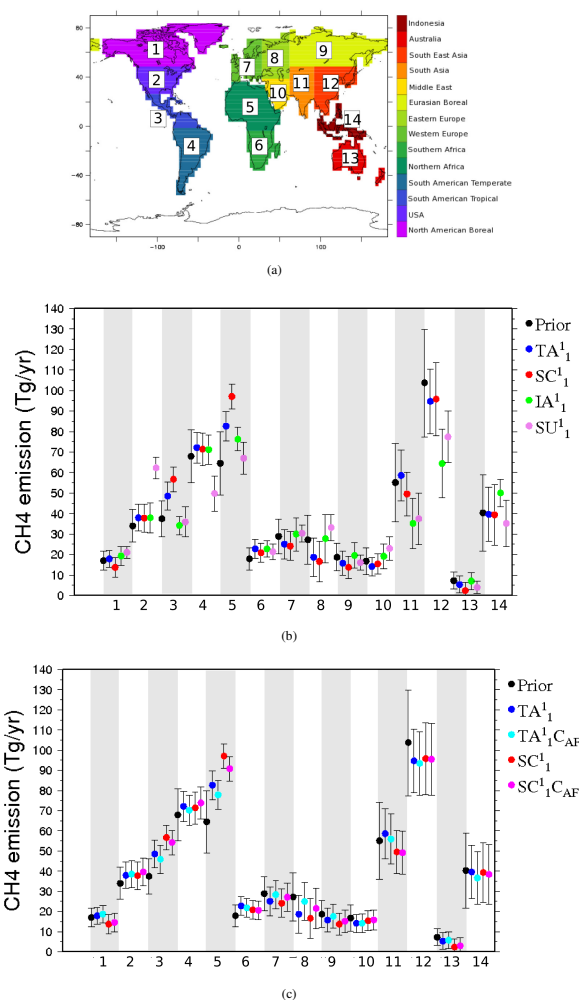 80
40
0
−40
−80
−100
0
100
1
2
3
4
5
6
7
8
9
10
11
12
13
14
Indonesia
Australia
South East Asia
South Asia
Middle East
Eurasian Boreal
Eastern Europe
Western Europe
Southern Africa
Northern Africa
South American Temperate
South American Tropical
USA
North American Boreal
(a)
CH4 emission (Tg/yr)
140
130
120
110
100
90
80
70
60
50
40
30
20
10
0
1 2 3 4 5 6 7 8 9 10 11 12 13 14
Prior
TA¹₁
SC¹₁
IA¹₁
SU¹₁
(b)
CH4 emission (Tg/yr)
140
130
120
110
100
90
80
70
60
50
40
30
20
10
0
1 2 3 4 5 6 7 8 9 10 11 12 13 14
Prior
TA¹₁
TA¹₁C_AF
SC¹₁
SC¹₁C_AF
(c)